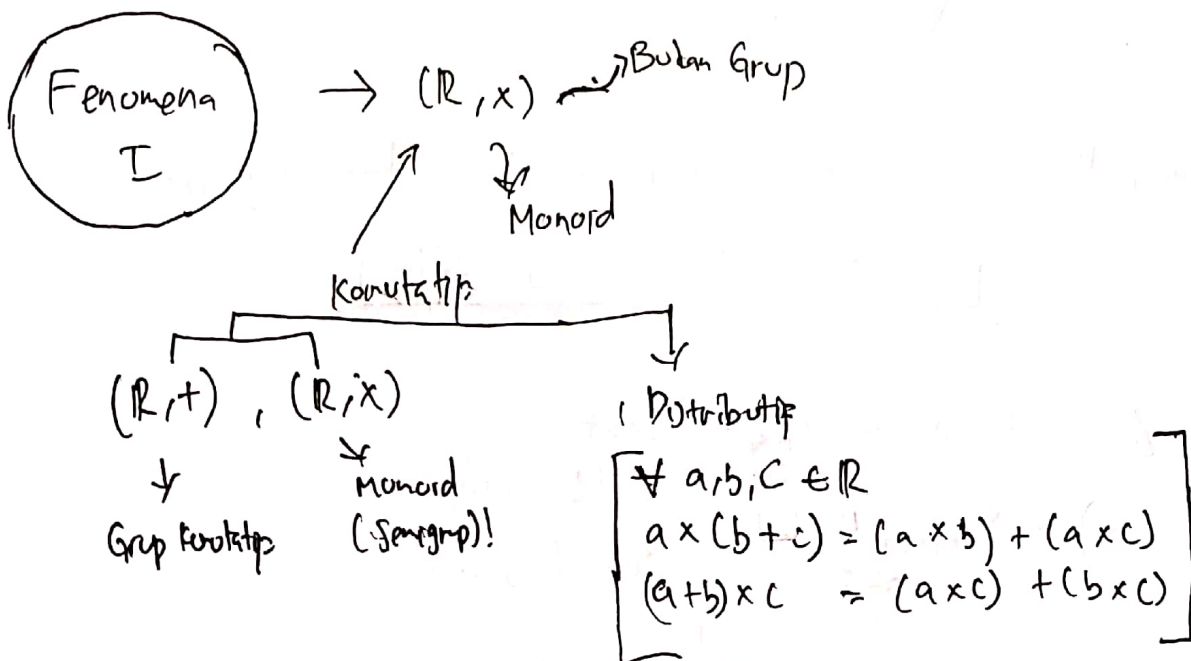 Fenomena
I
→ (R, x) → Bukan Grup
Monoid
Komutatif
(R,+) , (R,x)
Distributif
Grup Komutatif
Monoid
(Semigrup)!
∀ a,b,c ∈ R
a × (b+c) = (a × b) + (a × c)
(a+b) × c = (a×c) + (b×c)